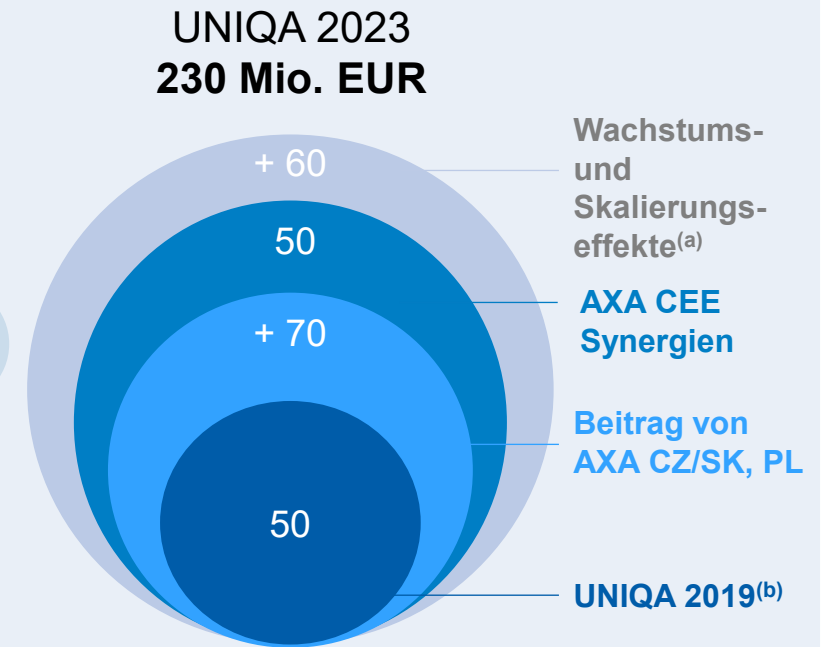 UNIQA 2023
230 Mio. EUR
+ 60
50
+ 70
50
Wachstums-
und
Skalierungs-
effekte(a)
AXA CEE
Synergien
Beitrag von
AXA CZ/SK, PL
UNIQA 2019(b)